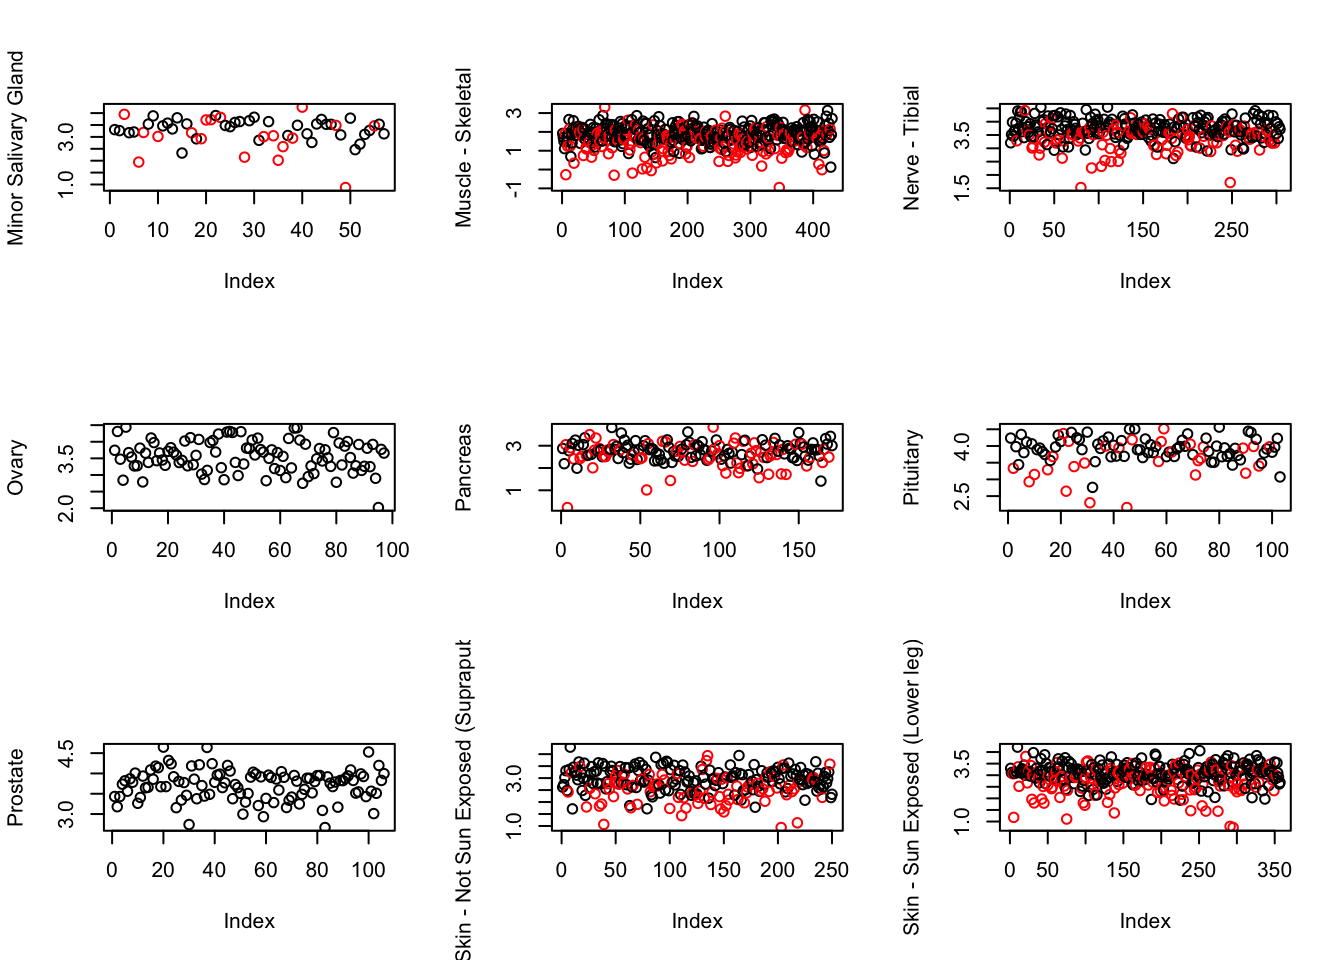 Minor Salivary Gland
1.0 3.0
0 10 20 30 40 50
Index
Muscle - Skeletal
-1 1 3
0 100 200 300 400
Index
Nerve - Tibial
1.5 3.5
0 50 150 250
Index
Ovary
2.0 3.5
0 20 40 60 80 100
Index
Pancreas
1 3
0 50 100 150
Index
Pituitary
2.5 4.0
0 20 40 60 80 100
Index
Prostate
3.0 4.5
0 20 40 60 80 100
Index
Skin - Not Sun Exposed (Suprapub
1.0 3.0
0 50 100 150 200 250
Index
Skin - Sun Exposed (Lower leg)
1.0 3.5
0 50 150 250 350
Index